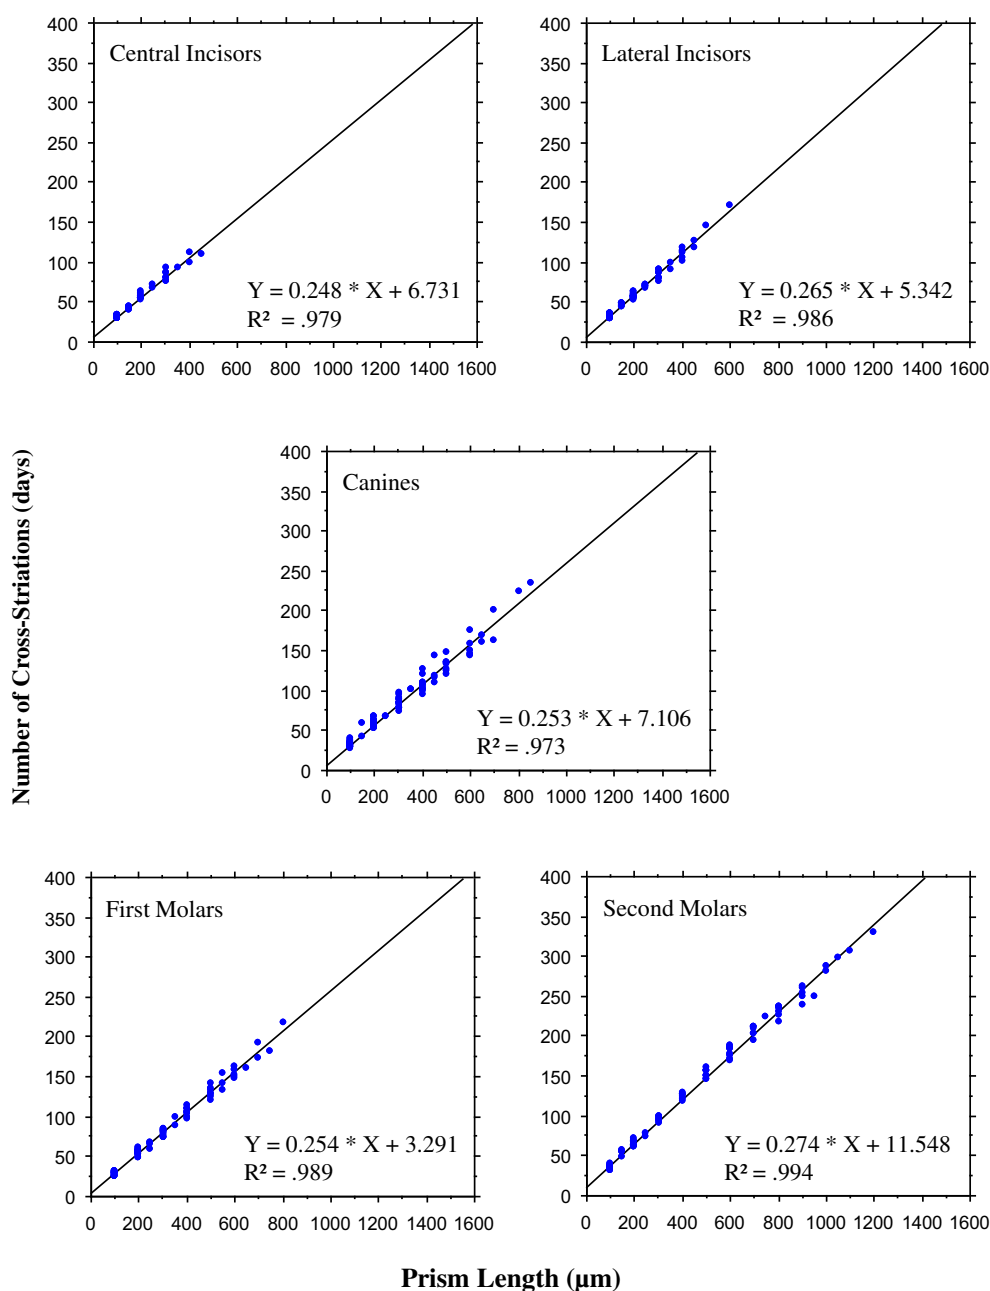 Central Incisors
400
350
300
250
200
150
100
50
0
Y = 0.248 * X + 6.731
R² = .979
0 200 400 600 800 1000 1200 1400 1600
Lateral Incisors
400
350
300
250
200
150
100
50
0
Y = 0.265 * X + 5.342
R² = .986
0 200 400 600 800 1000 1200 1400 1600
Number of Cross-Striations (days)
Canines
400
350
300
250
200
150
100
50
0
Y = 0.253 * X + 7.106
R² = .973
0 200 400 600 800 1000 1200 1400 1600
First Molars
400
350
300
250
200
150
100
50
0
Y = 0.254 * X + 3.291
R² = .989
0 200 400 600 800 1000 1200 1400 1600
Second Molars
400
350
300
250
200
150
100
50
0
Y = 0.274 * X + 11.548
R² = .994
0 200 400 600 800 1000 1200 1400 1600
Prism Length (µm)